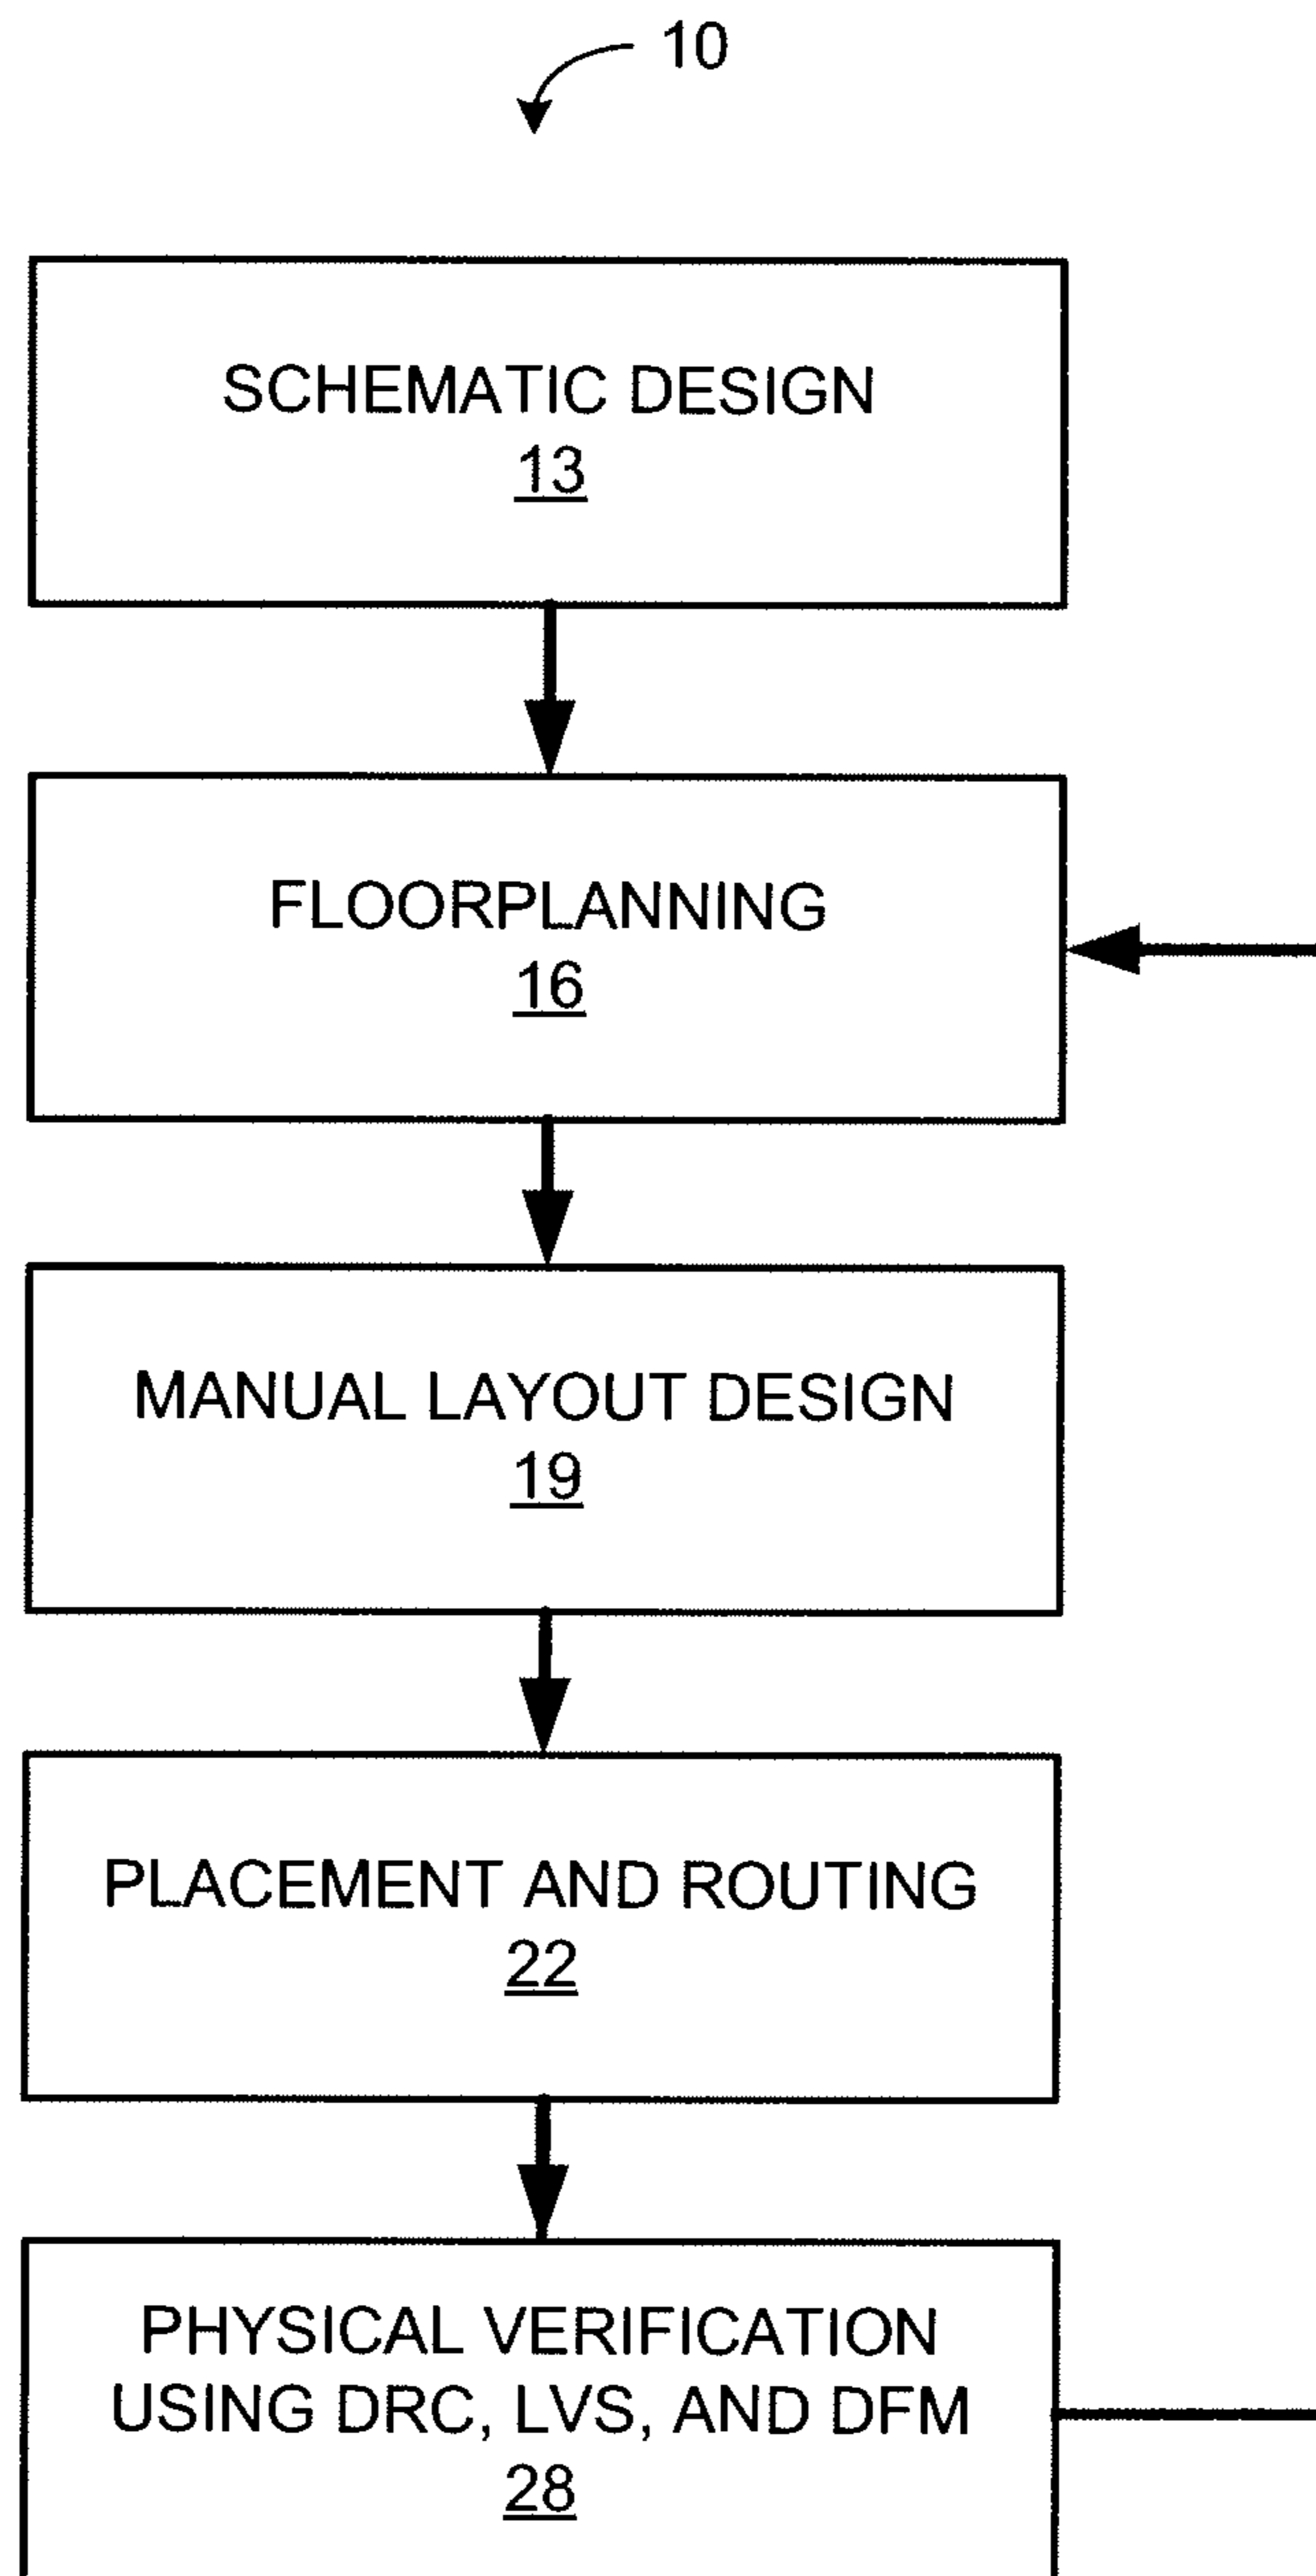 10
SCHEMATIC DESIGN
13
FLOORPLANNING
16
MANUAL LAYOUT DESIGN
19
PLACEMENT AND ROUTING
22
PHYSICAL VERIFICATION
USING DRC, LVS, AND DFM
28